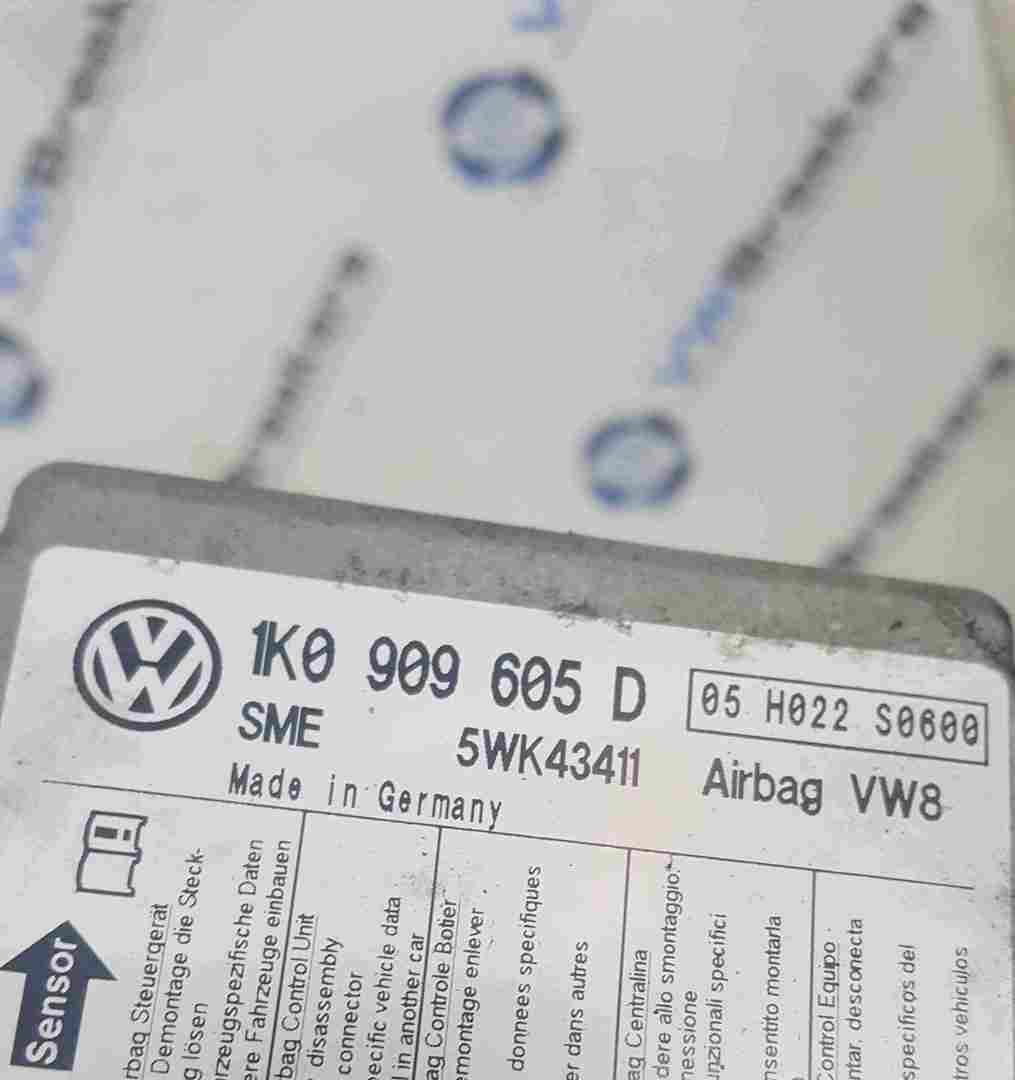 1K0 909 605 D
05 H022 S0600
SME 5WK43411 Airbag VW8
Made in Germany
Sensor
rbag Steuergerät
Demontage die Steck-
g lösen
rzeugspezifische Daten
ere Fahrzeuge einbauen
bag Control Unit
disassembly
connector
pecific vehicle data
l in another car
ag Controle Boîtier
emontage enlever
donnees specifiques
er dans autres
ag Centralina
dere allo smontaggio
nessione
unzionali specifici
nsentito montarla
Control Equipo
ntar, desconecta
specificos del
tros vehiculos